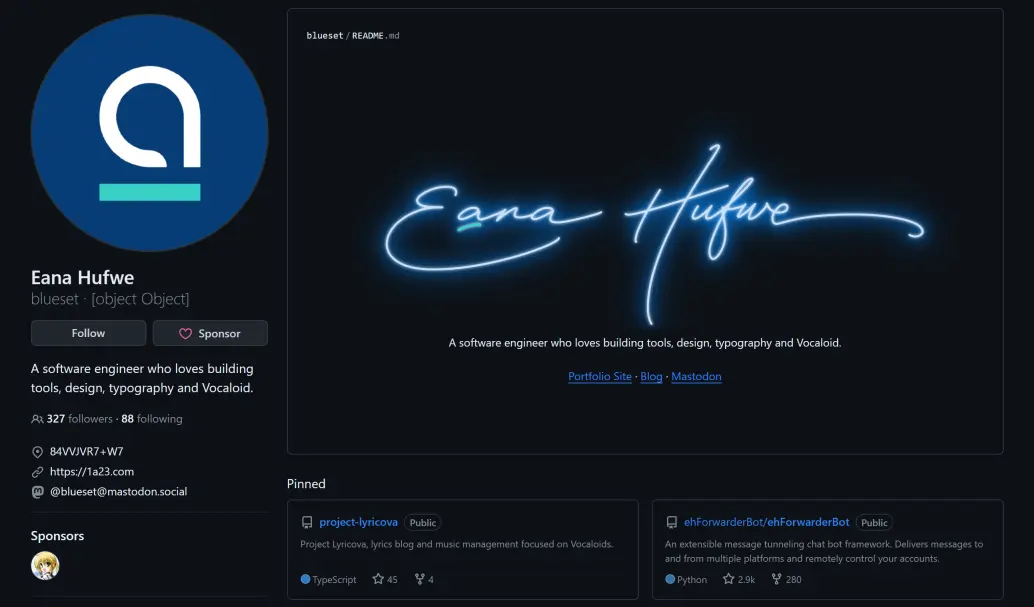 blueset/README.md
Eana Hufwe
Eana Hufwe
blueset · [object Object]
Follow
Sponsor
A software engineer who loves building
tools, design, typography and Vocaloid.
327 followers · 88 following
84VVJVR7+W7
https://1a23.com
@blueset@mastodon.social
Sponsors
A software engineer who loves building tools, design, typography and Vocaloid.
Portfolio Site · Blog · Mastodon
Pinned
project-lyricova Public
Project Lyricova, lyrics blog and music management focused on Vocaloids.
TypeScript 45 4
ehForwarderBot/ehForwarderBot Public
An extensible message tunneling chat bot framework. Delivers messages to
and from multiple platforms and remotely control your accounts.
Python 2.9k 280